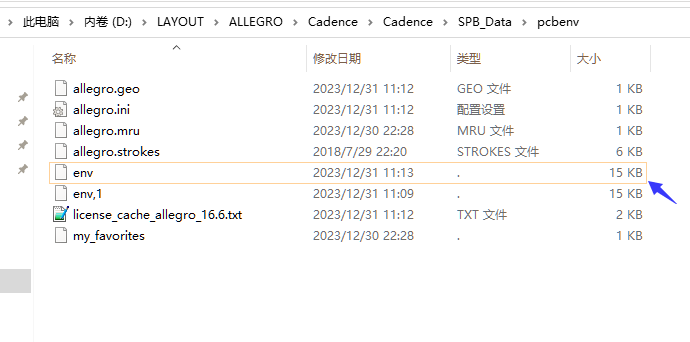 此电脑 > 内卷 (D:) > LAYOUT > ALLEGRO > Cadence > Cadence > SPB_Data > pcbenv
名称 修改日期 类型 大小
allegro.geo 2023/12/31 11:12 GEO 文件 1 KB
allegro.ini 2023/12/31 11:12 配置设置 1 KB
allegro.mru 2023/12/30 22:28 MRU 文件 1 KB
allegro.strokes 2018/7/29 22:20 STROKES 文件 6 KB
env 2023/12/31 11:13 . 15 KB
env,1 2023/12/31 11:09 . 15 KB
license_cache_allegro_16.6.txt 2023/12/31 11:12 TXT 文件 2 KB
my_favorites 2023/12/30 22:28 . 1 KB